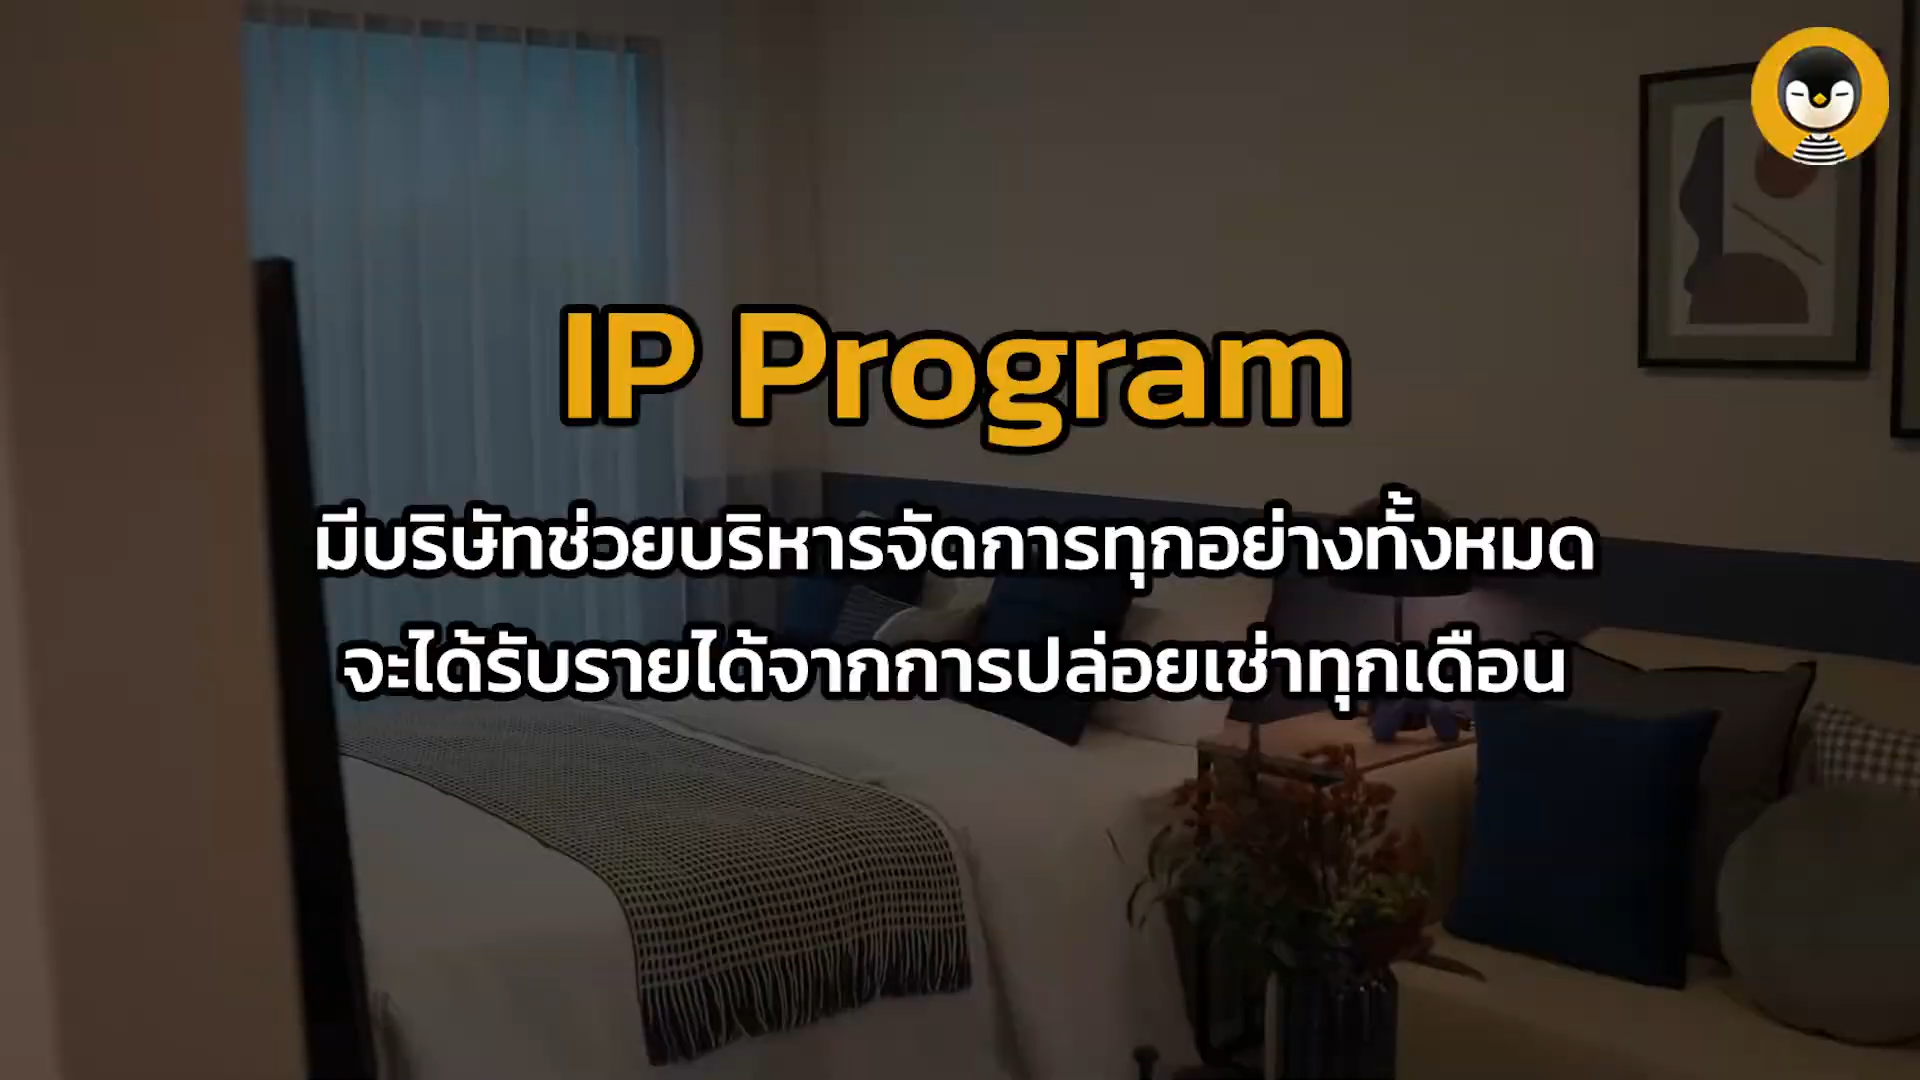 IP Program
มีบริษัทช่วยบริหารจัดการทุกอย่างทั้งหมด
จะได้รับรายได้จากการปล่อยเช่าทุกเดือน